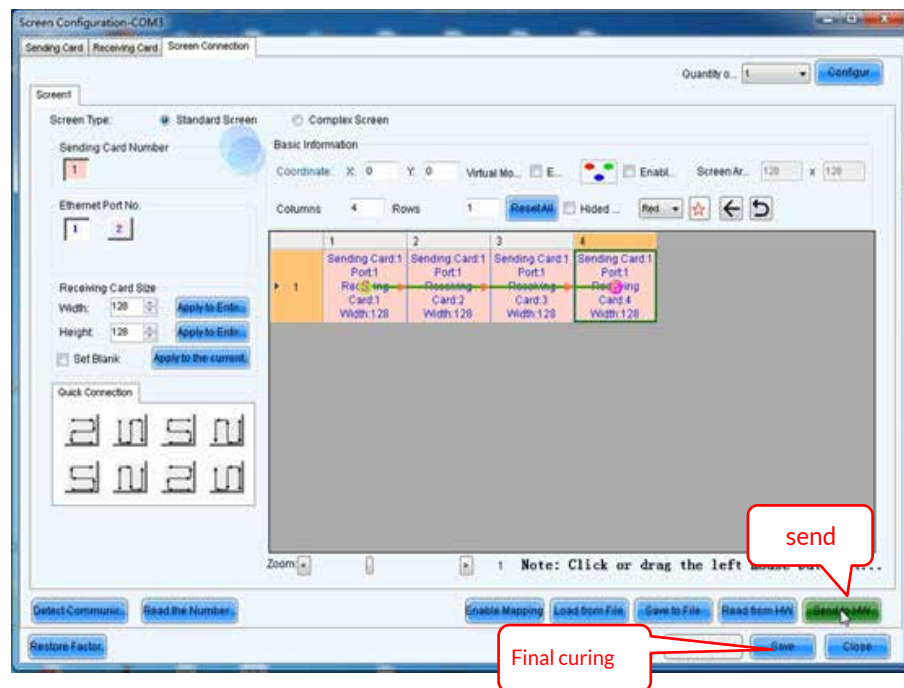 Screen Configuration-COM3
Sending Card Receiving Card Screen Connection
Quantity o... 1 Configur
Screen1
Screen Type: Standard Screen Complex Screen
Sending Card Number
1
Basic Information
Coordinate: X: 0 Y: 0 Virtual Mo... E... Enabl... Screen Ar... 128 x 128
Ethernet Port No.
1 2
Columns 4 Rows 1 Reset All Hided ... Red
1 2 3 4
1
Sending Card:1 Port:1 Receiving Card:1 Width:128
Sending Card:1 Port:1 Receiving Card:2 Width:128
Sending Card:1 Port:1 Receiving Card:3 Width:128
Sending Card:1 Port:1 Card:4 Width:128
Receiving Card Size
Width: 128 Apply to Entir...
Height: 128 Apply to Entir...
Set Blank Apply to the current.
Quick Connection
send
Zoom: 1 Note: Click or drag the left mouse
Detect Communic... Read the Number... Enable Mapping Load from File Save to File Read from HW Send to HW
Restore Factor. Final curing Save Close